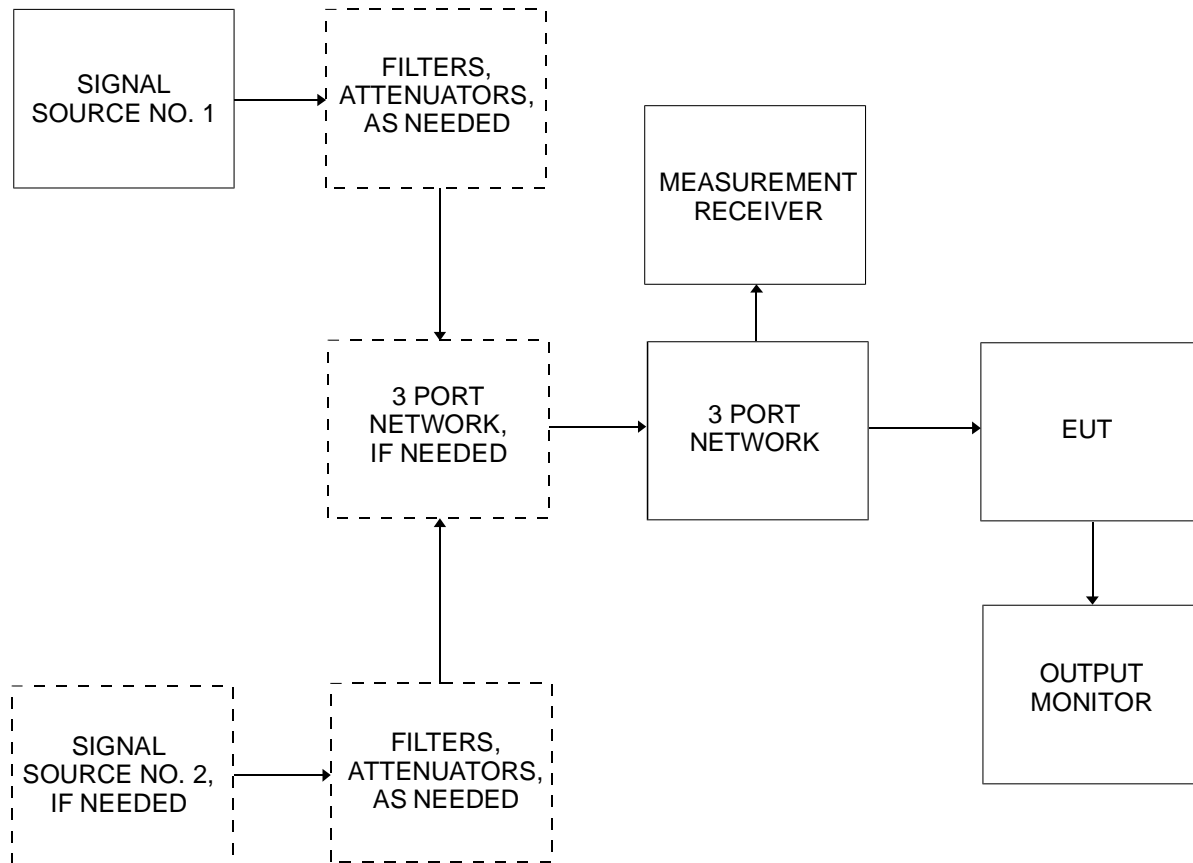 SIGNAL
SOURCE NO. 1
FILTERS,
ATTENUATORS,
AS NEEDED
MEASUREMENT
RECEIVER
3 PORT
NETWORK,
IF NEEDED
3 PORT
NETWORK
EUT
SIGNAL
SOURCE NO. 2,
IF NEEDED
FILTERS,
ATTENUATORS,
AS NEEDED
OUTPUT
MONITOR